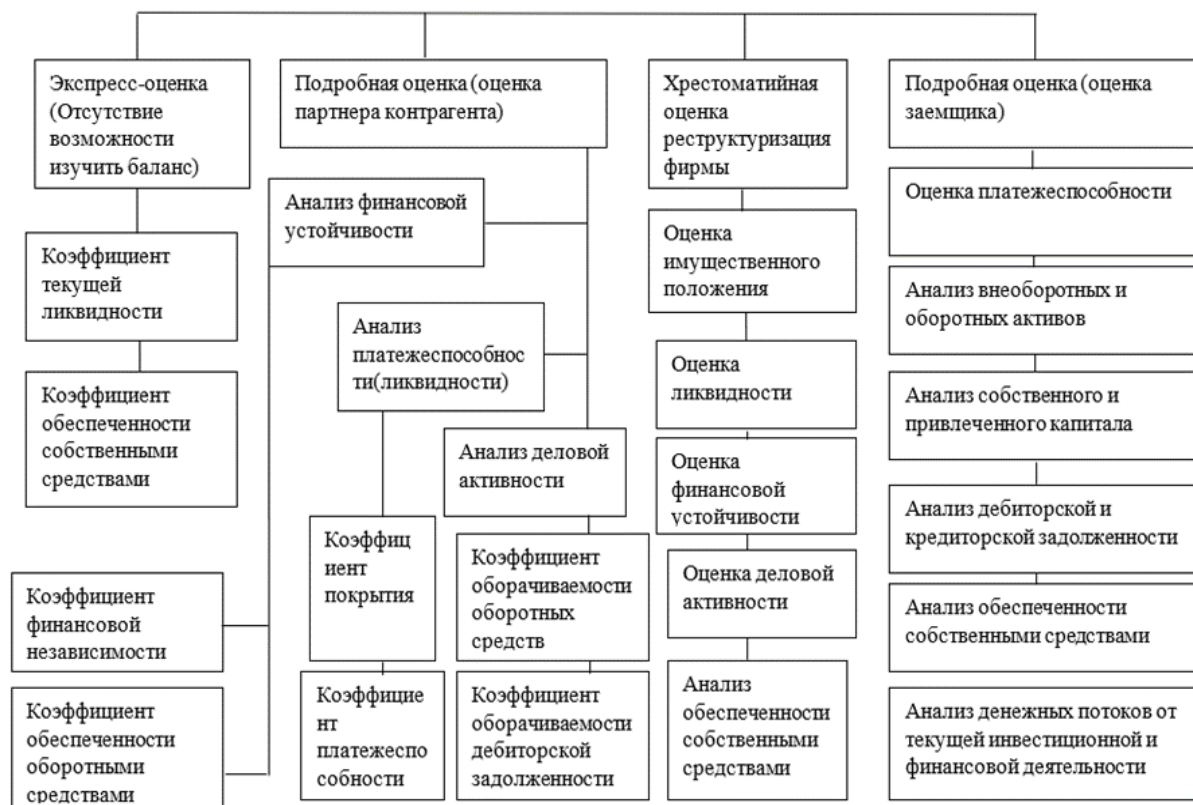 Экспресс-оценка
(Отсутствие
возможности
изучить баланс)
Коэффициент
текущей
ликвидности
Коэффициент
обеспеченности
собственными
средствами
Подробная оценка (оценка
партнера контрагента)
Анализ финансовой
устойчивости
Коэффициент
финансовой
независимости
Коэффициент
обеспеченности
оборотными
средствами
Анализ
платежеспособнос
ти(ликвидности)
Коэффиц
иент
покрытия
Коэффицие
нт
платежеспо
собности
Анализ деловой
активности
Коэффициент
оборачиваемости
оборотных
средств
Коэффициент
оборачиваемости
дебиторской
задолженности
Хрестоматийная
оценка
реструктуризация
фирмы
Оценка
имущественного
положения
Оценка
ликвидности
Оценка
финансовой
устойчивости
Оценка деловой
активности
Анализ
обеспеченности
собственными
средствами
Подробная оценка (оценка
заемщика)
Оценка платежеспособности
Анализ внеоборотных и
оборотных активов
Анализ собственного и
привлеченного капитала
Анализ дебиторской и
кредиторской задолженности
Анализ обеспеченности
собственными средствами
Анализ денежных потоков от
текущей инвестиционной и
финансовой деятельности